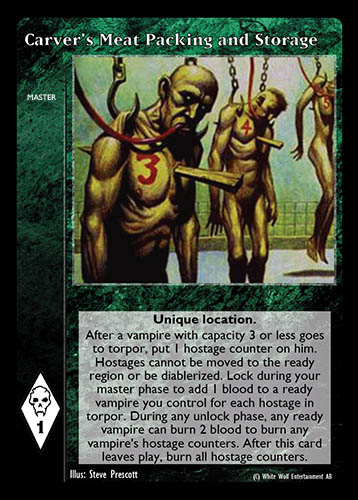 Carver's Meat Packing and Storage
MASTER
3
4
5
Unique location.
After a vampire with capacity 3 or less goes
to torpor, put 1 hostage counter on him.
Hostages cannot be moved to the ready
region or be diablerized. Lock during your
master phase to add 1 blood to a ready
vampire you control for each hostage in
torpor. During any unlock phase, any ready
vampire can burn 2 blood to burn any
vampire's hostage counters. After this card
leaves play, burn all hostage counters.
1
Illus: Steve Prescott
(C) White Wolf Entertainment AB